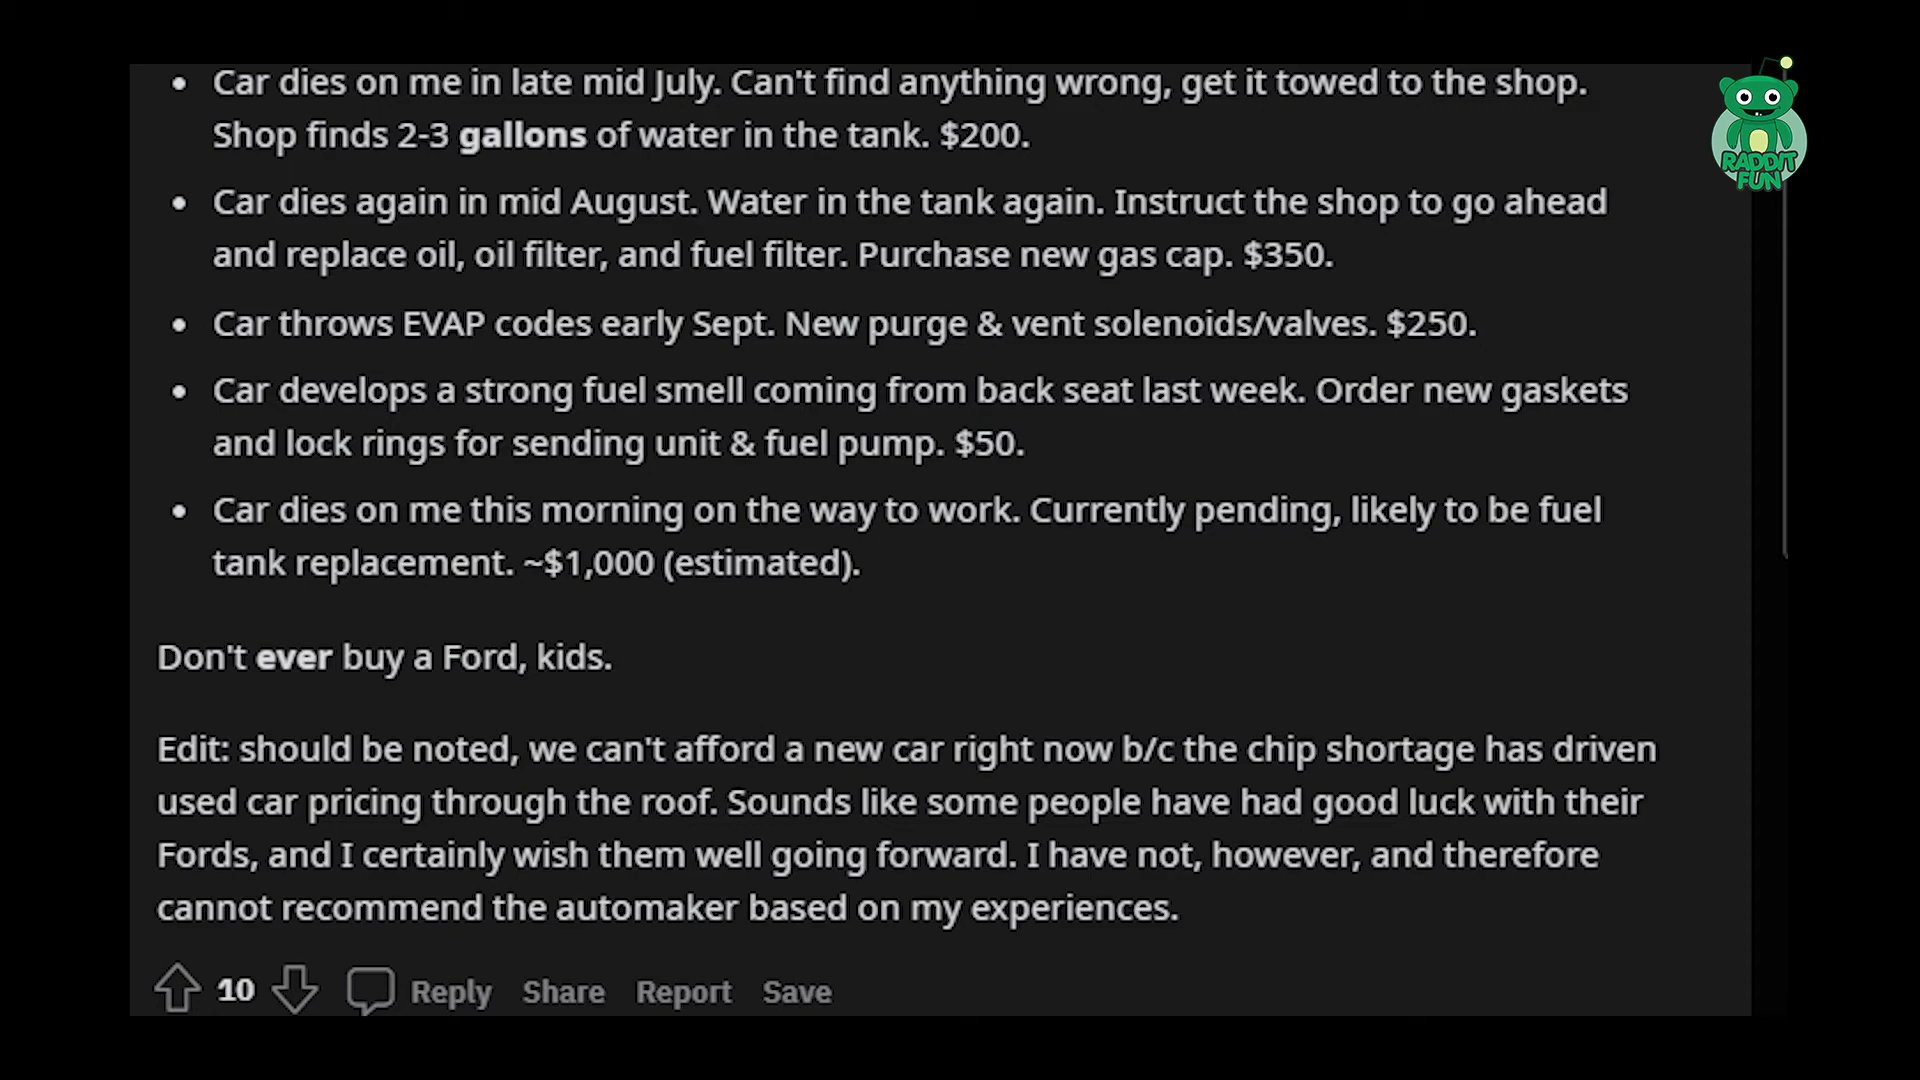 • Car dies on me in late mid July. Can't find anything wrong, get it towed to the shop.
Shop finds 2-3 gallons of water in the tank. $200.
• Car dies again in mid August. Water in the tank again. Instruct the shop to go ahead
and replace oil, oil filter, and fuel filter. Purchase new gas cap. $350.
• Car throws EVAP codes early Sept. New purge & vent solenoids/valves. $250.
• Car develops a strong fuel smell coming from back seat last week. Order new gaskets
and lock rings for sending unit & fuel pump. $50.
• Car dies on me this morning on the way to work. Currently pending, likely to be fuel
tank replacement. ~$1,000 (estimated).
Don't ever buy a Ford, kids.
Edit: should be noted, we can't afford a new car right now b/c the chip shortage has driven
used car pricing through the roof. Sounds like some people have had good luck with their
Fords, and I certainly wish them well going forward. I have not, however, and therefore
cannot recommend the automaker based on my experiences.
10 Reply Share Report Save
RADDIT
FUN